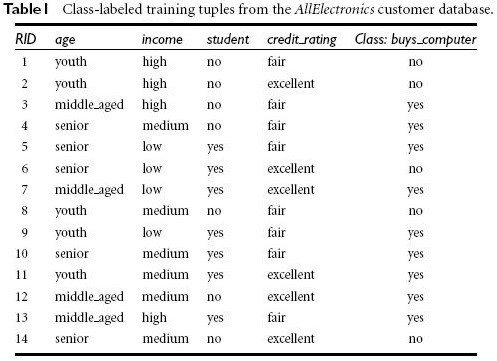 Table 1 Class-labeled training tuples from the AllElectronics customer database.
RID age income student credit_rating Class: buys_computer
1 youth high no fair no
2 youth high no excellent no
3 middle_aged high no fair yes
4 senior medium no fair yes
5 senior low yes fair yes
6 senior low yes excellent no
7 middle_aged low yes excellent yes
8 youth medium no fair no
9 youth low yes fair yes
10 senior medium yes fair yes
11 youth medium yes excellent yes
12 middle_aged medium no excellent yes
13 middle_aged high yes fair yes
14 senior medium no excellent no